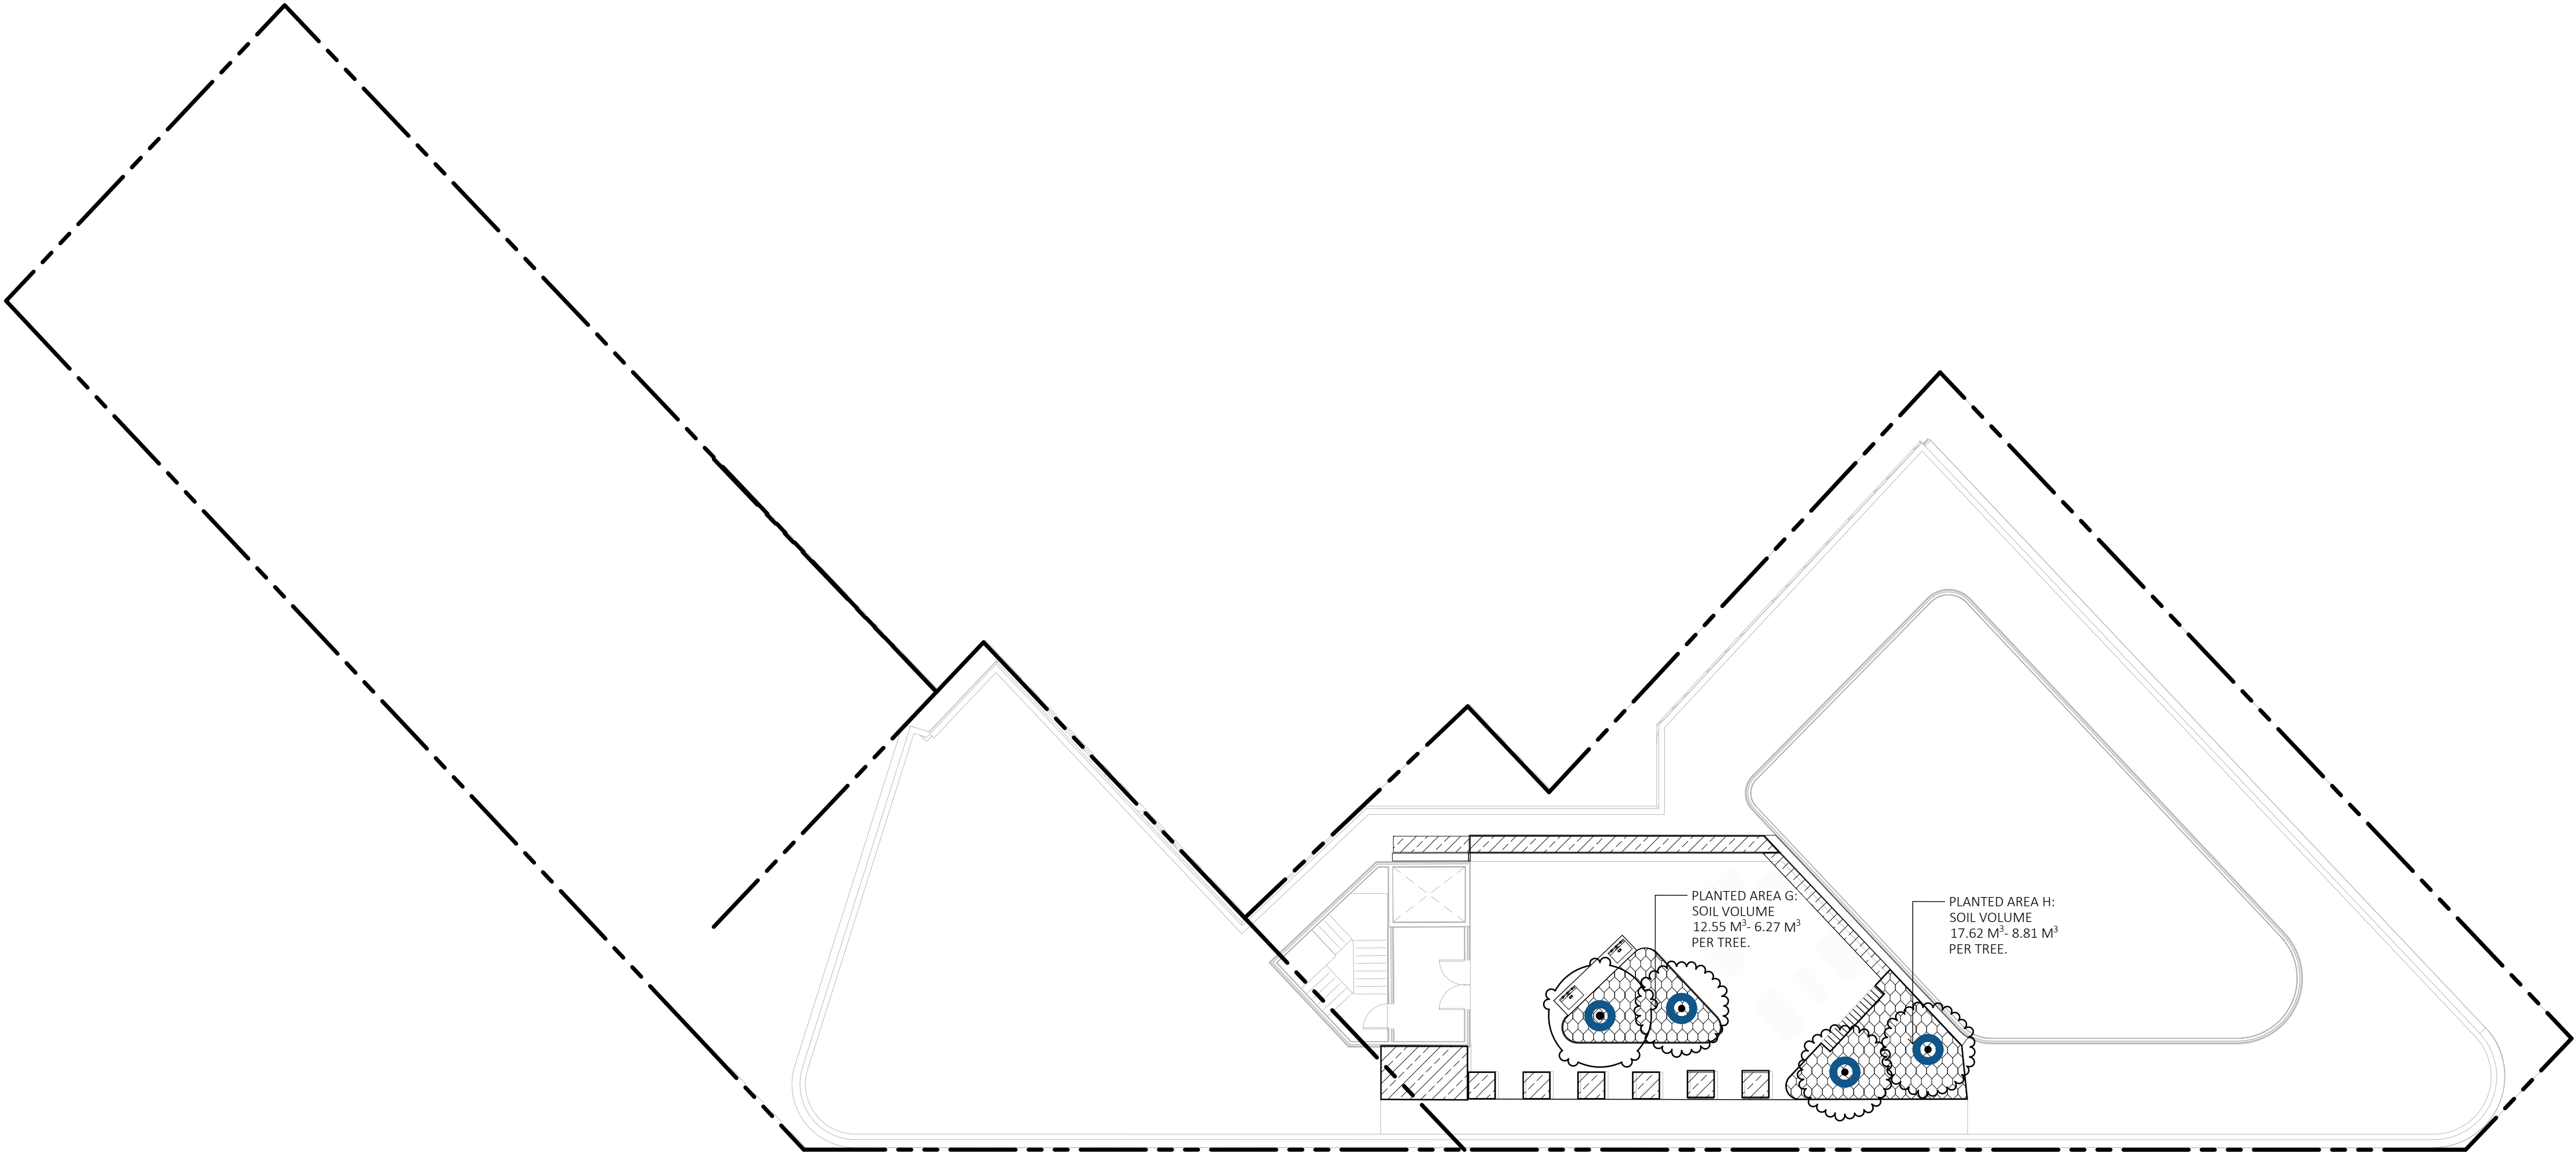 PLANTED AREA G:
SOIL VOLUME
12.55 M³- 6.27 M³
PER TREE.
PLANTED AREA H:
SOIL VOLUME
17.62 M³- 8.81 M³
PER TREE.